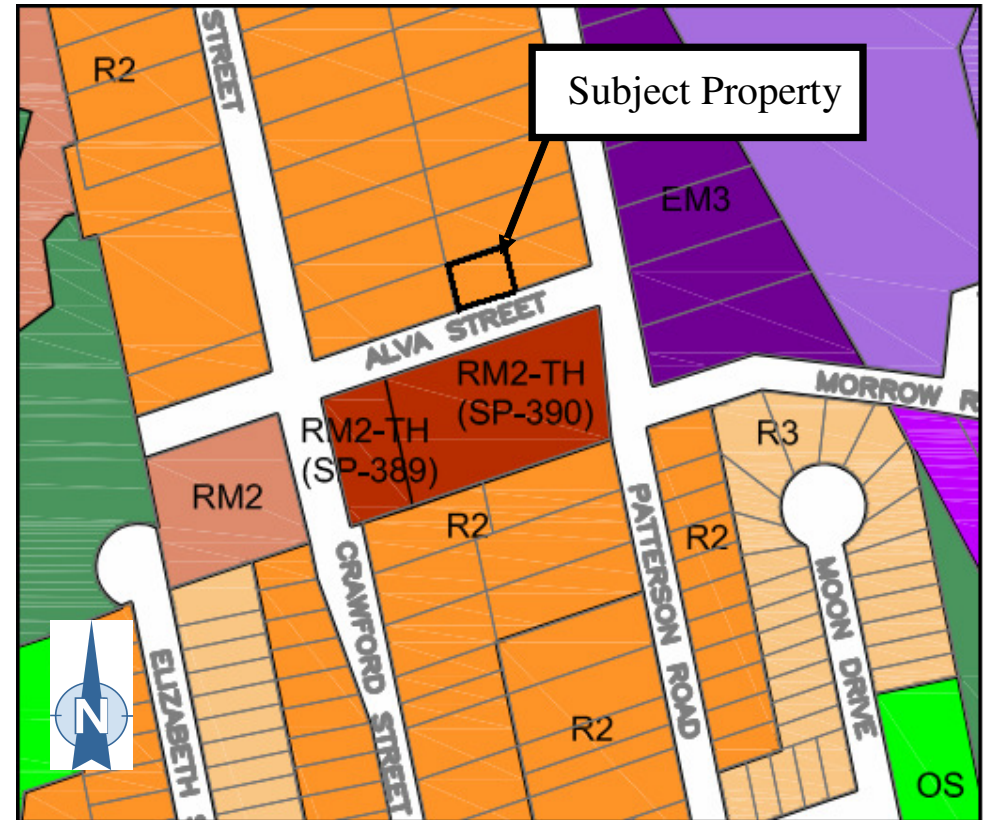 R2
STREET
Subject Property
EM3
ALVA STREET
RM2-TH
(SP-390)
MORROW R
RM2-TH
(SP-389)
R3
RM2
R2
R2
PATTERSON ROAD
CRAWFORD STREET
MOON DRIVE
ELIZABETH S
N
R2
OS